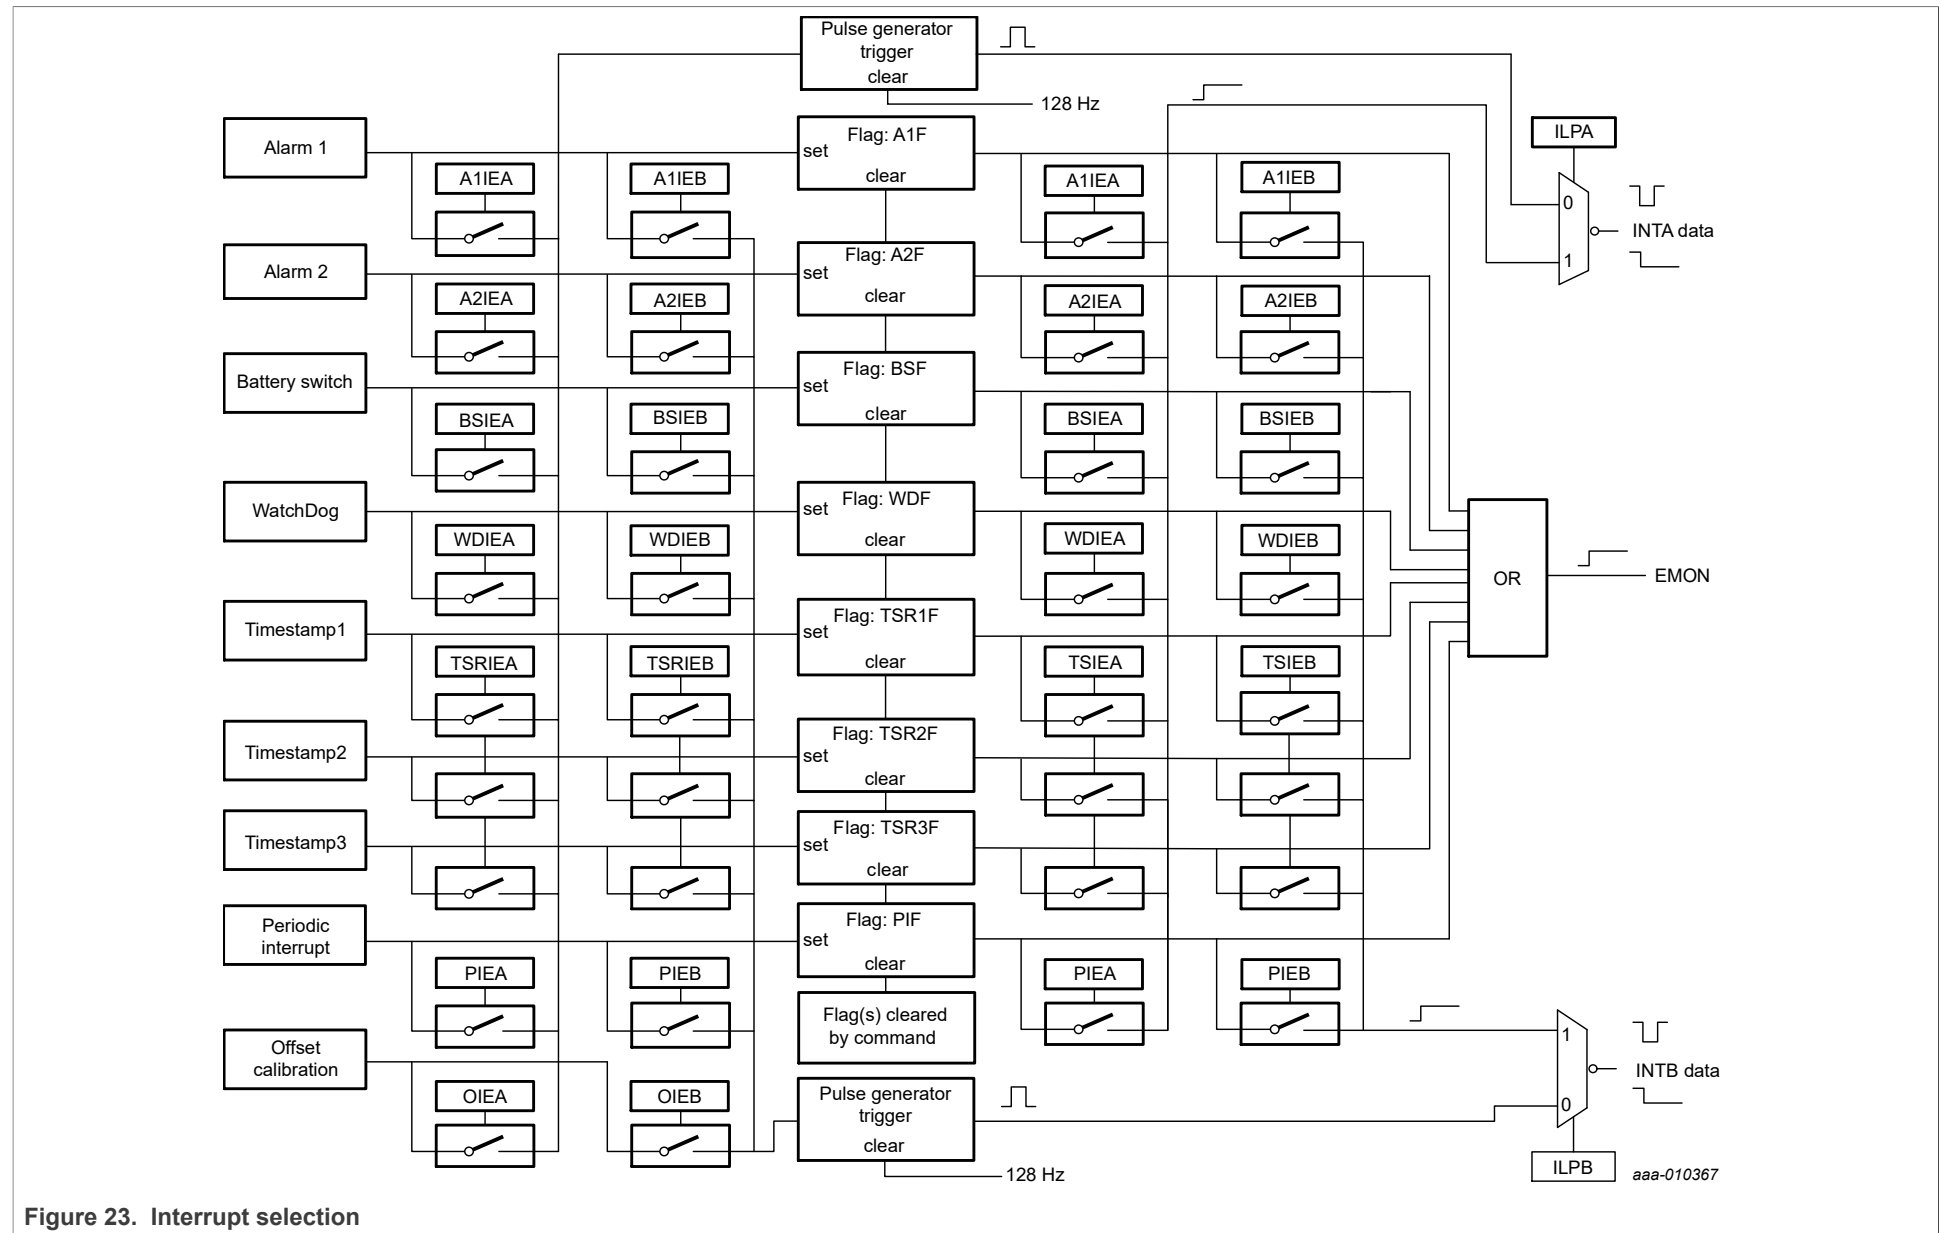 Pulse generator
trigger
clear
128 Hz
Alarm 1
A1IEA
A1IEB
Flag: A1F
set
clear
A1IEA
A1IEB
ILPA
0
INTA data
1
Alarm 2
A2IEA
A2IEB
Flag: A2F
set
clear
A2IEA
A2IEB
Battery switch
BSIEA
BSIEB
Flag: BSF
set
clear
BSIEA
BSIEB
WatchDog
WDIEA
WDIEB
Flag: WDF
set
clear
WDIEA
WDIEB
OR
EMON
Timestamp1
TSRIEA
TSRIEB
Flag: TSR1F
set
clear
TSIEA
TSIEB
Timestamp2
Flag: TSR2F
set
clear
Timestamp3
Flag: TSR3F
set
clear
Periodic
interrupt
PIEA
PIEB
Flag: PIF
set
clear
PIEA
PIEB
Flag(s) cleared
by command
Offset
calibration
OIEA
OIEB
Pulse generator
trigger
clear
128 Hz
1
INTB data
0
ILPB
aaa-010367
Figure 23. Interrupt selection